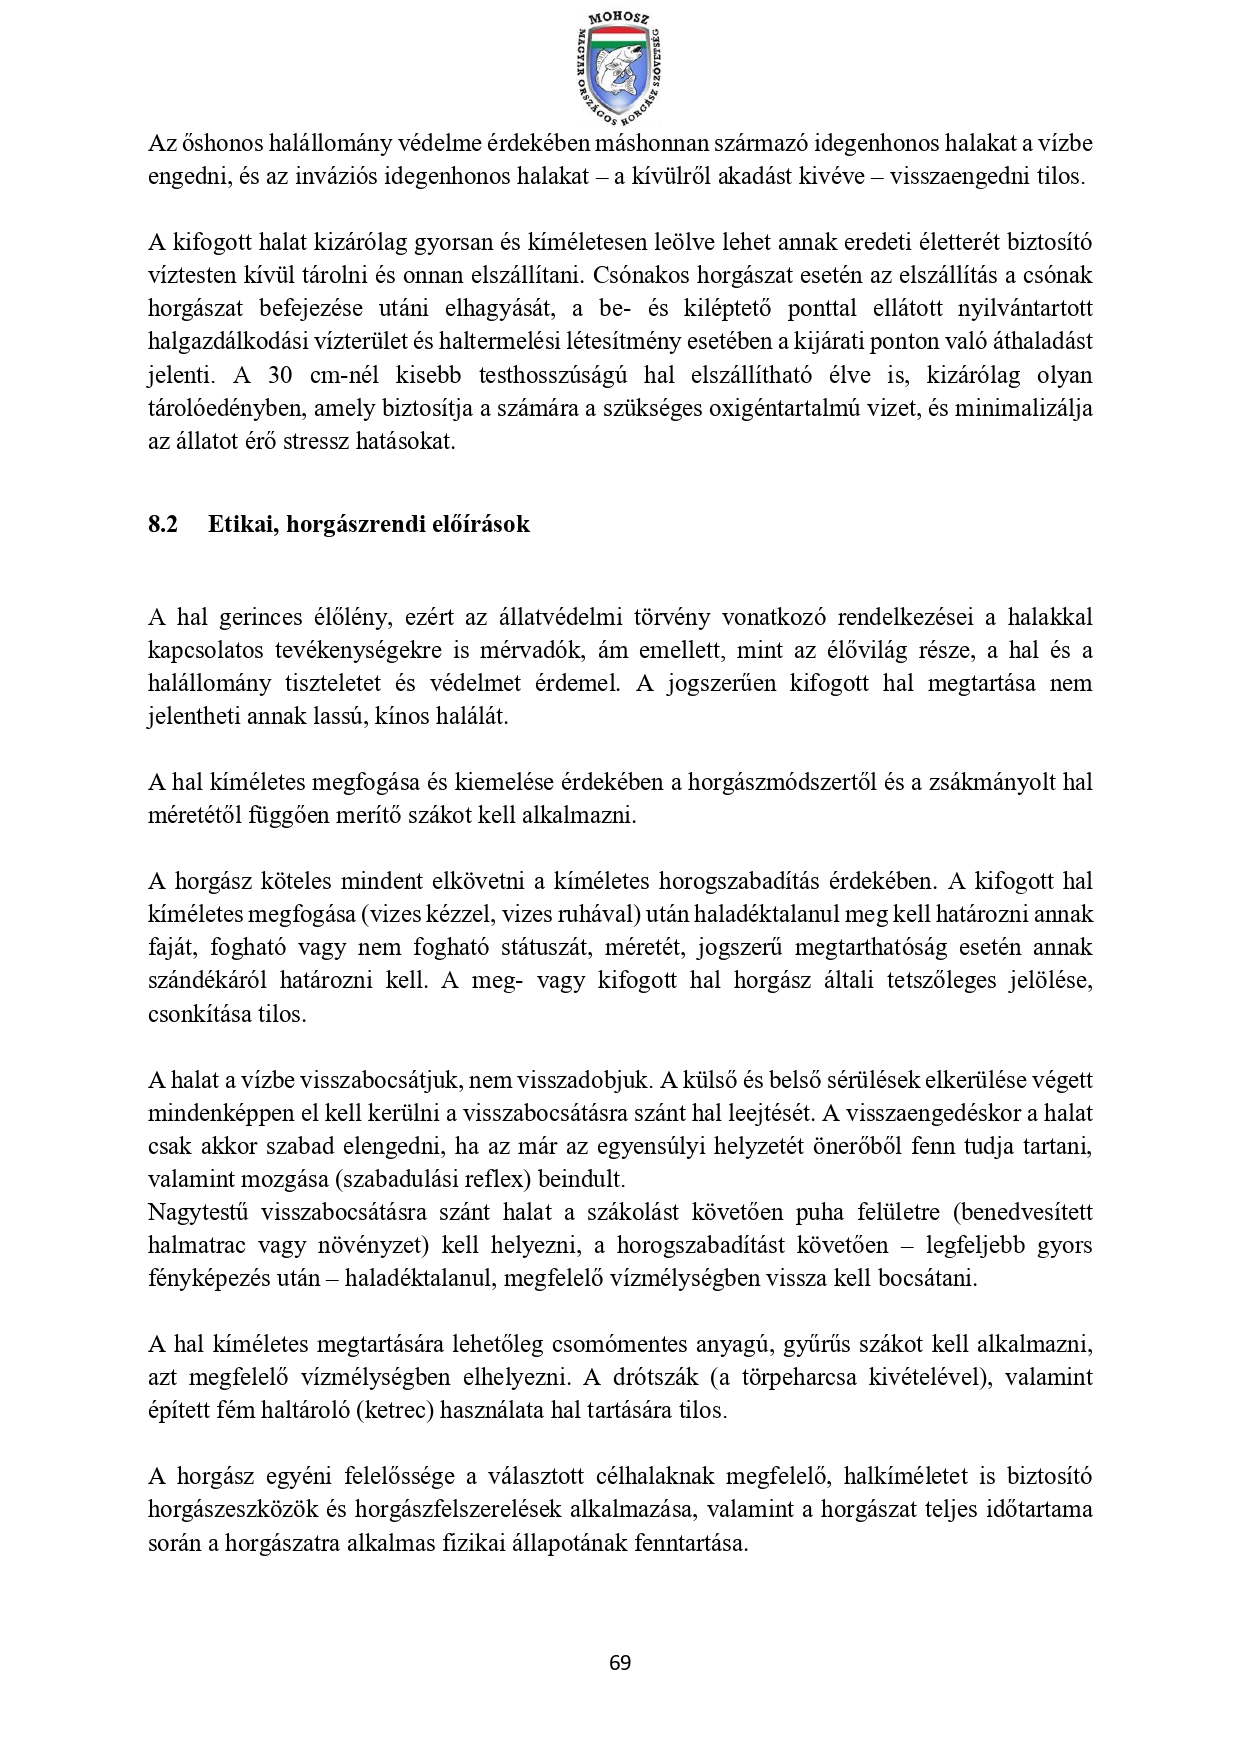 MOHOSZ
MAGYAR ORSZÁGOS HORGÁSZ SZÖVETSÉG
Az őshonos halállomány védelme érdekében máshonnan származó idegenhonos halakat a vízbe
engedni, és az inváziós idegenhonos halakat – a kívülről akadást kivéve – visszaengedni tilos.
A kifogott halat kizárólag gyorsan és kíméletesen leölve lehet annak eredeti életterét biztosító
víztesten kívül tárolni és onnan elszállítani. Csónakos horgászat esetén az elszállítás a csónak
horgászat befejezése utáni elhagyását, a be- és kiléptető ponttal ellátott nyilvántartott
halgazdálkodási vízterület és haltermelési létesítmény esetében a kijárati ponton való áthaladást
jelenti. A 30 cm-nél kisebb testhosszúságú hal elszállítható élve is, kizárólag olyan
tárolóedényben, amely biztosítja a számára a szükséges oxigéntartalmú vizet, és minimalizálja
az állatot érő stressz hatásokat.
8.2 Etikai, horgászrendi előírások
A hal gerinces élőlény, ezért az állatvédelmi törvény vonatkozó rendelkezései a halakkal
kapcsolatos tevékenységekre is mérvadók, ám emellett, mint az élővilág része, a hal és a
halállomány tiszteletet és védelmet érdemel. A jogszerűen kifogott hal megtartása nem
jelentheti annak lassú, kínos halálát.
A hal kíméletes megfogása és kiemelése érdekében a horgászmódszertől és a zsákmányolt hal
méretétől függően merítő szákot kell alkalmazni.
A horgász köteles mindent elkövetni a kíméletes horogszabadítás érdekében. A kifogott hal
kíméletes megfogása (vizes kézzel, vizes ruhával) után haladéktalanul meg kell határozni annak
faját, fogható vagy nem fogható státuszát, méretét, jogszerű megtarthatóság esetén annak
szándékáról határozni kell. A meg- vagy kifogott hal horgász általi tetszőleges jelölése,
csonkítása tilos.
A halat a vízbe visszabocsátjuk, nem visszadobjuk. A külső és belső sérülések elkerülése végett
mindenképpen el kell kerülni a visszabocsátásra szánt hal leejtését. A visszaengedéskor a halat
csak akkor szabad elengedni, ha az már az egyensúlyi helyzetét önerőből fenn tudja tartani,
valamint mozgása (szabadulási reflex) beindult.
Nagytestű visszabocsátásra szánt halat a szákolást követően puha felületre (benedvesített
halmatrac vagy növényzet) kell helyezni, a horogszabadítást követően – legfeljebb gyors
fényképezés után – haladéktalanul, megfelelő vízmélységben vissza kell bocsátani.
A hal kíméletes megtartására lehetőleg csomómentes anyagú, gyűrűs szákot kell alkalmazni,
azt megfelelő vízmélységben elhelyezni. A drótszák (a törpeharcsa kivételével), valamint
épített fém haltároló (ketrec) használata hal tartására tilos.
A horgász egyéni felelőssége a választott célhalaknak megfelelő, halkíméletet is biztosító
horgászeszközök és horgászfelszerelések alkalmazása, valamint a horgászat teljes időtartama
során a horgászatra alkalmas fizikai állapotának fenntartása.
69